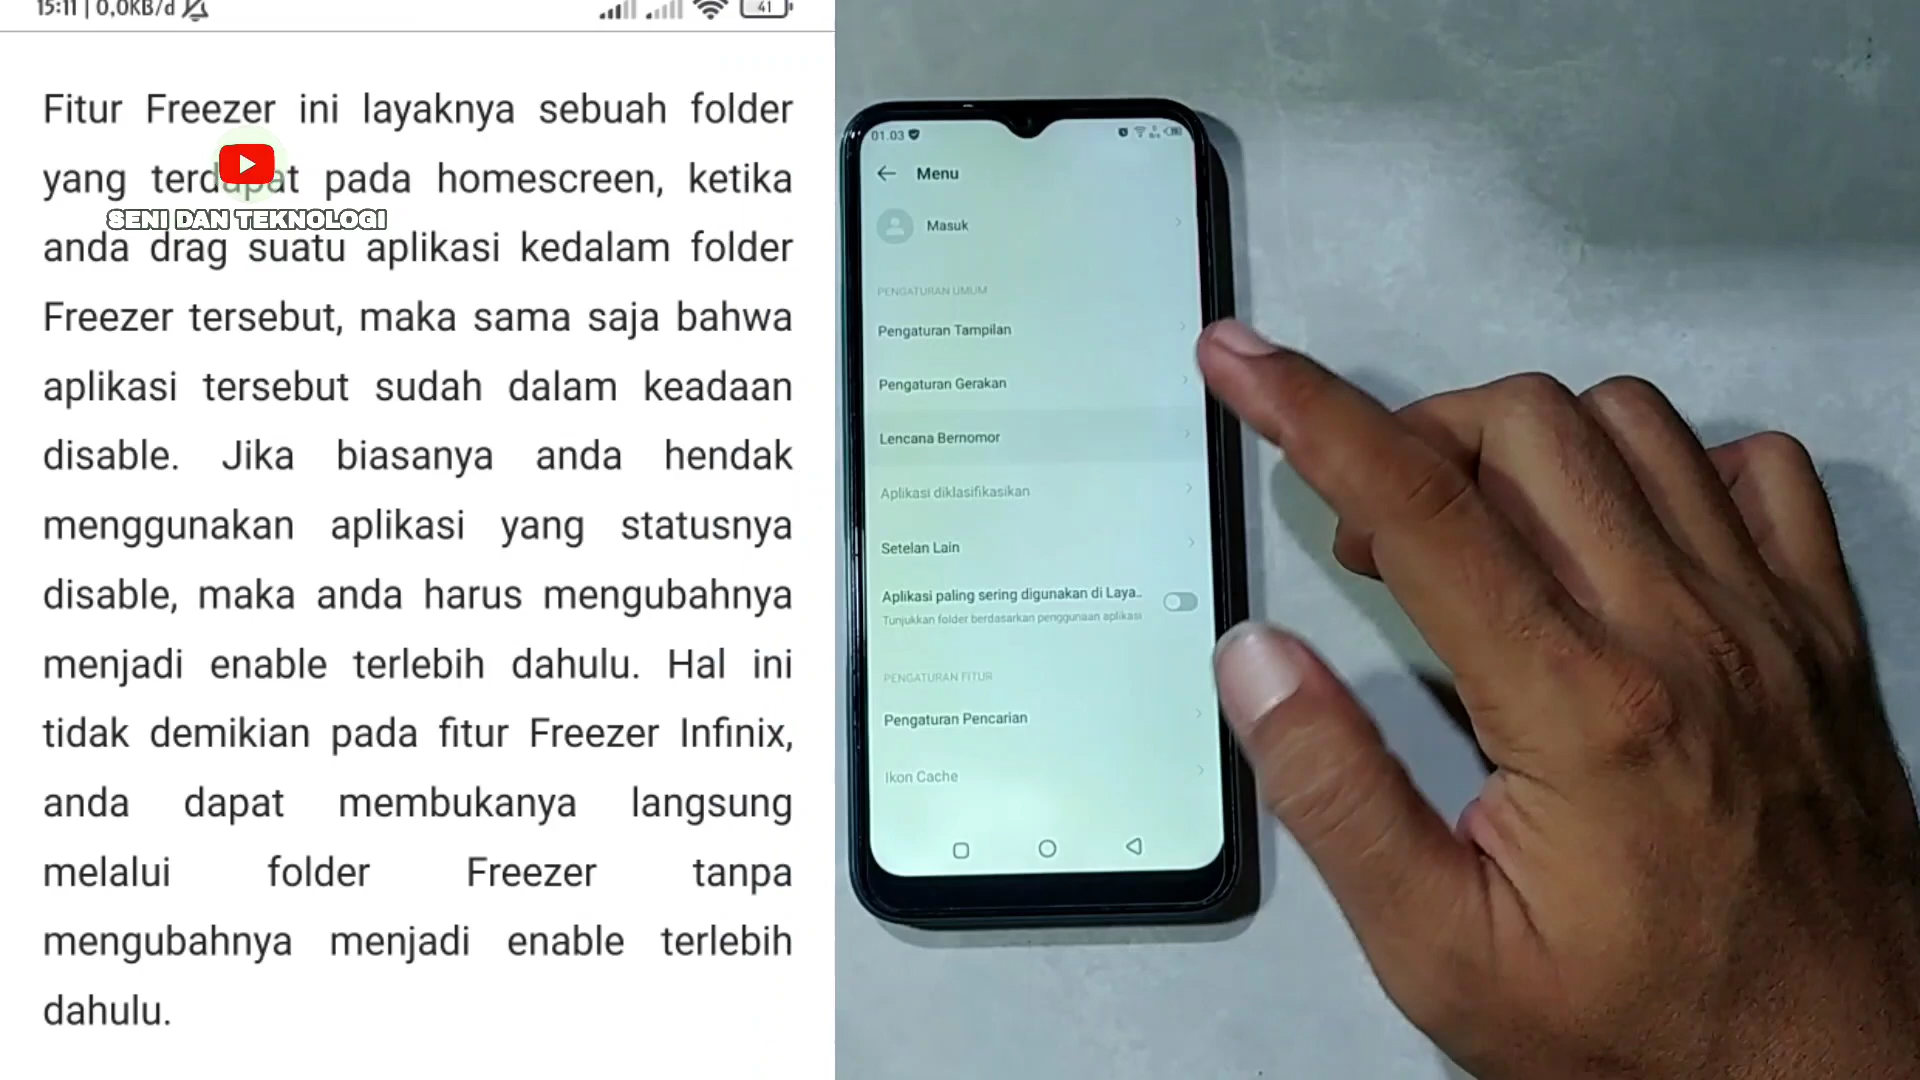 15:11 | 0,0KB/d
41
Fitur Freezer ini layaknya sebuah folder
yang terdapat pada homescreen, ketika
SENI DAN TEKNOLOGI
anda drag suatu aplikasi kedalam folder
Freezer tersebut, maka sama saja bahwa
aplikasi tersebut sudah dalam keadaan
disable. Jika biasanya anda hendak
menggunakan aplikasi yang statusnya
disable, maka anda harus mengubahnya
menjadi enable terlebih dahulu. Hal ini
tidak demikian pada fitur Freezer Infinix,
anda dapat membukanya langsung
melalui folder Freezer tanpa
mengubahnya menjadi enable terlebih
dahulu.
01.03
Menu
Masuk
PENGATURAN UMUM
Pengaturan Tampilan
Pengaturan Gerakan
Lencana Bernomor
Aplikasi diklasifikasikan
Setelan Lain
Aplikasi paling sering digunakan di Laya..
Tunjukkan folder berdasarkan penggunaan aplikasi
PENGATURAN FITUR
Pengaturan Pencarian
Ikon Cache